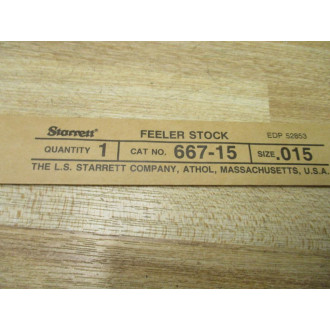 Starrett FEELER STOCK EDP 52853
QUANTITY 1 CAT NO. 667-15 SIZE .015
THE L.S. STARRETT COMPANY, ATHOL, MASSACHUSETTS, U.S.A.